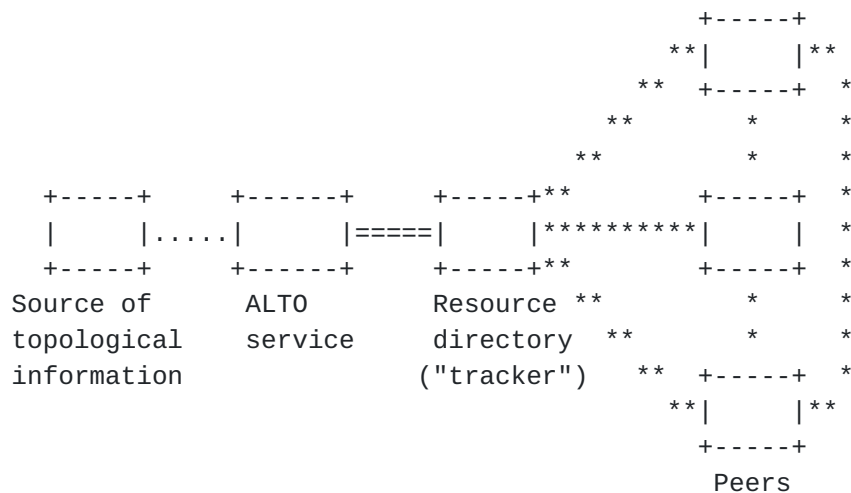 +-----+
                                           **|     |**
                                         **  +-----+  *
                                       **       *     *
                                     **         *     *
  +-----+     +------+     +-----+**        +-----+  *
  |     |.....|      |=====|     |**********|     |  *
  +-----+     +------+     +-----+**        +-----+  *
Source of      ALTO        Resource **          *     *
topological    service     directory  **        *     *
information               ("tracker")   **  +-----+  *
                                           **|     |**
                                             +-----+
                                              Peers